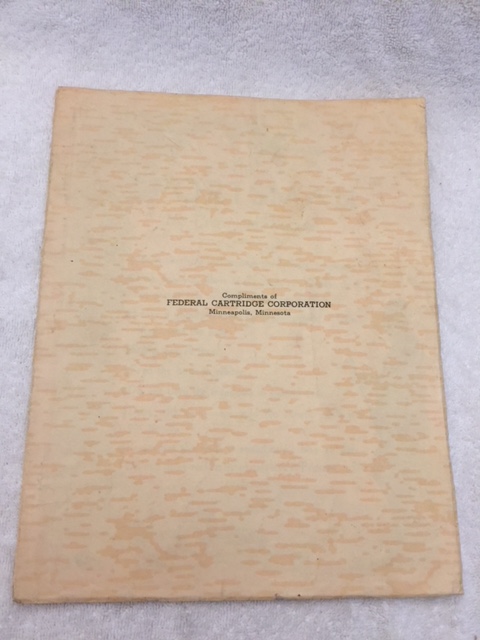 Compliments of
FEDERAL CARTRIDGE CORPORATION
Minneapolis, Minnesota